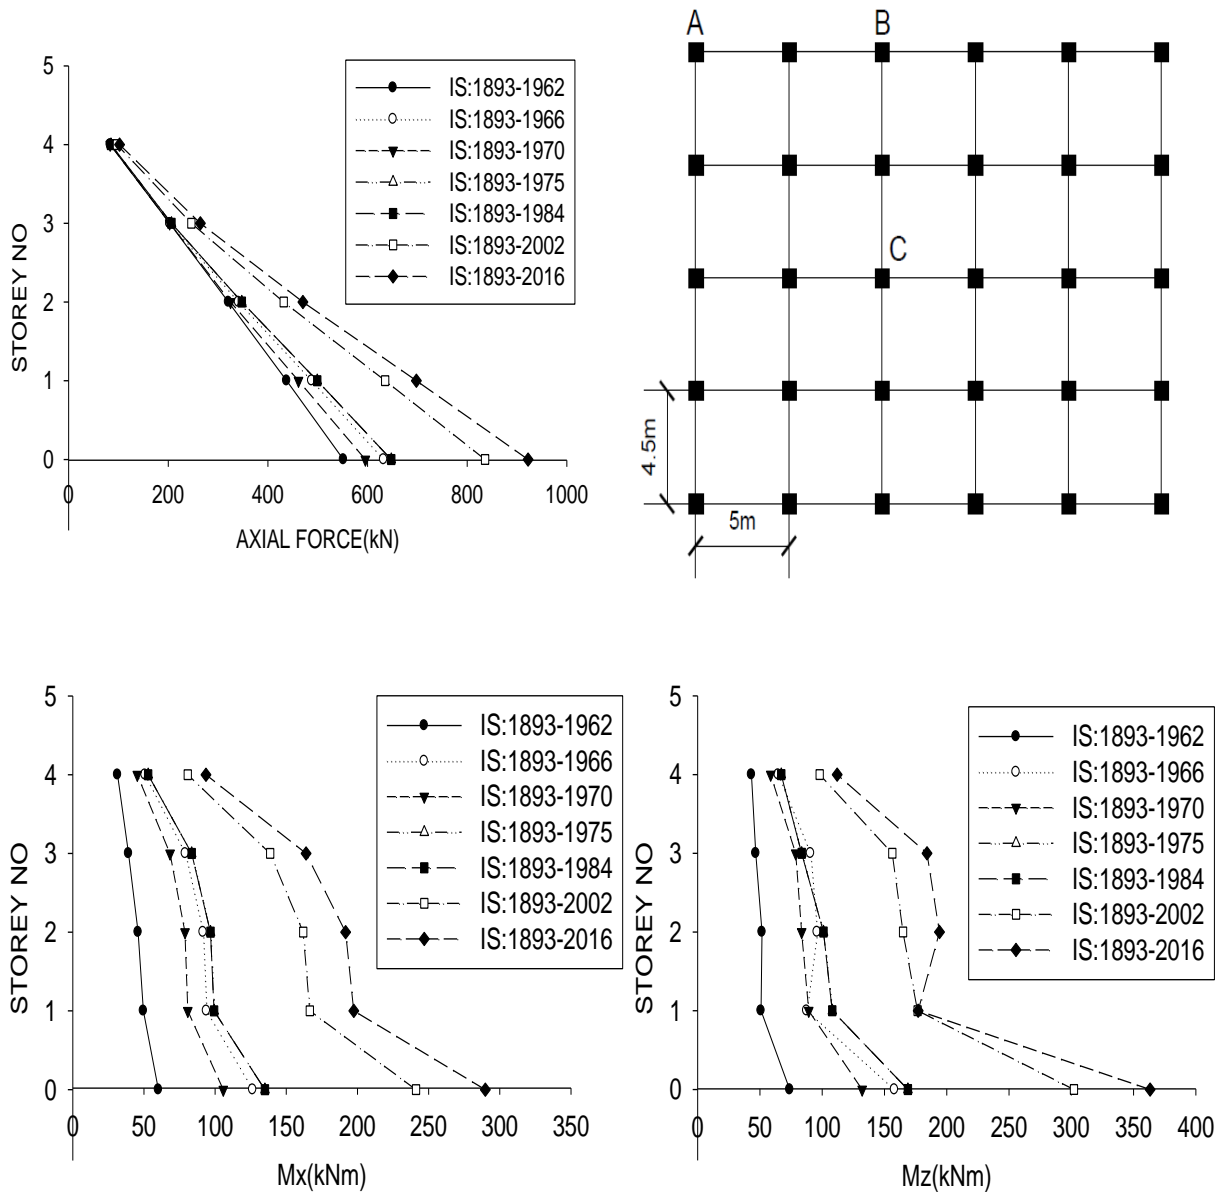 5
4
3
2
1
0
STOREY NO
0
200
400
600
800
1000
AXIAL FORCE(kN)
IS:1893-1962
IS:1893-1966
IS:1893-1970
IS:1893-1975
IS:1893-1984
IS:1893-2002
IS:1893-2016
A
B
C
4.5m
5m
5
4
3
2
1
0
STOREY NO
0
50
100
150
200
250
300
350
Mx(kNm)
IS:1893-1962
IS:1893-1966
IS:1893-1970
IS:1893-1975
IS:1893-1984
IS:1893-2002
IS:1893-2016
5
4
3
2
1
0
STOREY NO
0
50
100
150
200
250
300
350
400
Mz(kNm)
IS:1893-1962
IS:1893-1966
IS:1893-1970
IS:1893-1975
IS:1893-1984
IS:1893-2002
IS:1893-2016